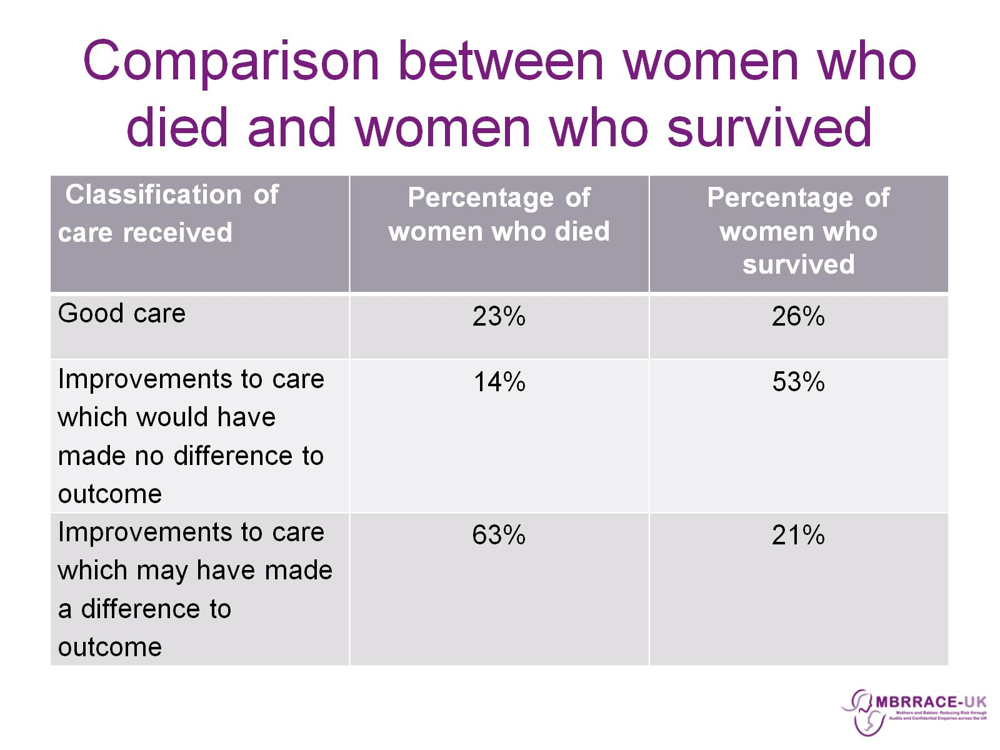 Comparison between women who
died and women who survived
Classification of
care received
Percentage of
women who died
Percentage of
women who
survived
Good care
23%
26%
Improvements to care
which would have
made no difference to
outcome
14%
53%
Improvements to care
which may have made
a difference to
outcome
63%
21%
MBRRACE-UK
Mothers and Babies: Reducing Risk through
Audits and Confidential Enquiries across the UK